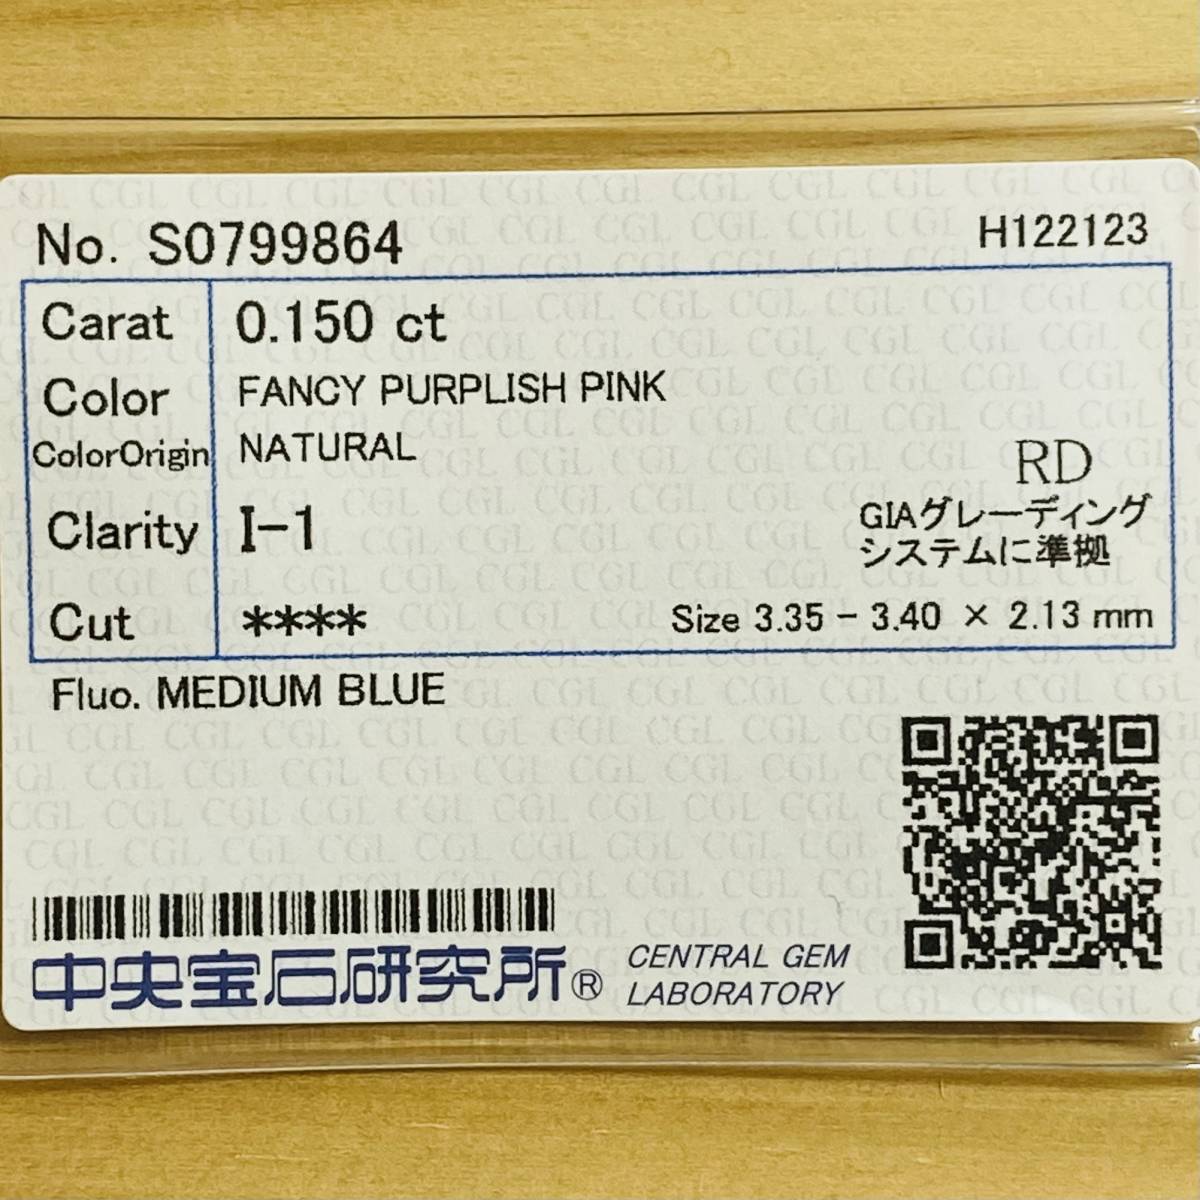 No. S0799864
H122123
Carat 0.150 ct
Color FANCY PURPLISH PINK
ColorOrigin NATURAL
RD
Clarity I-1
GIAグレーディング
システムに準拠
Cut ****
Size 3.35 - 3.40 × 2.13 mm
Fluo. MEDIUM BLUE
中央宝石研究所®
CENTRAL GEM
LABORATORY